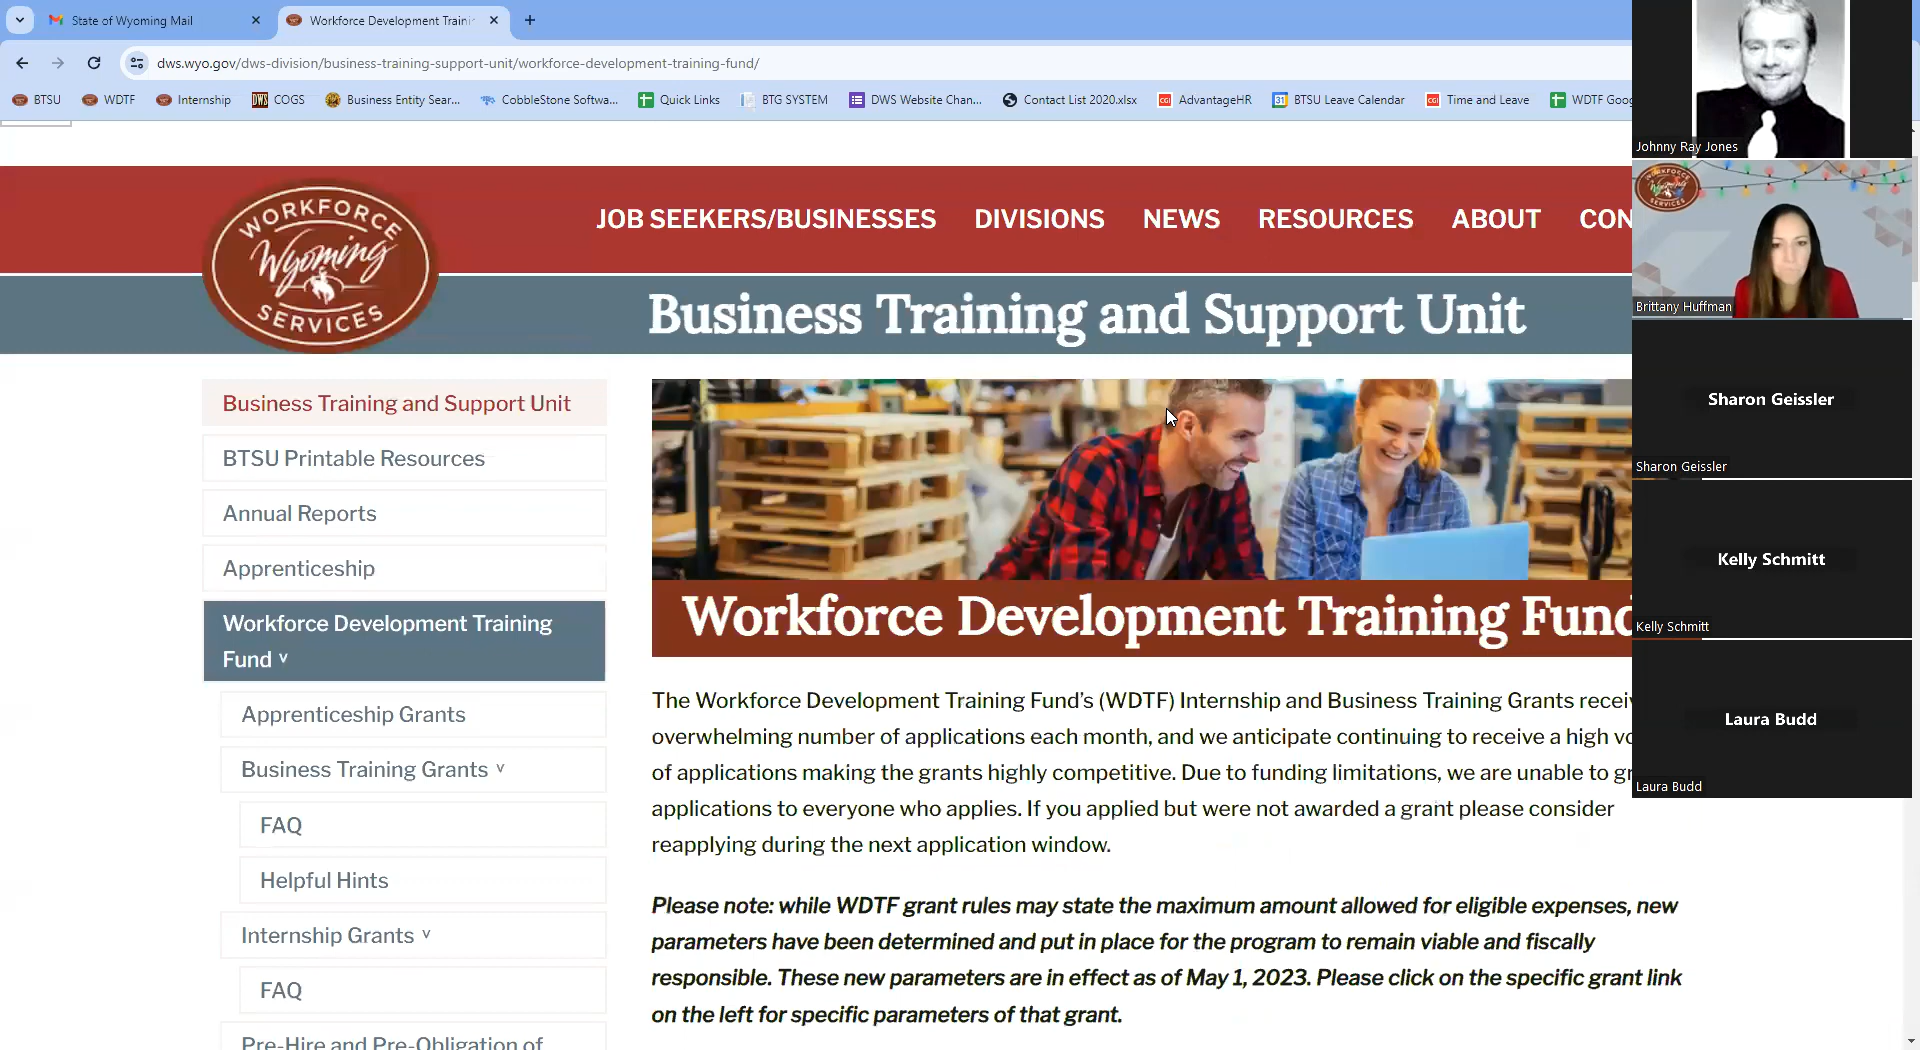 State of Wyoming Mail
Workforce Development Traini
dws.wyo.gov/dws-division/business-training-support-unit/workforce-development-training-fund/
BTSU
WDTF
Internship
DWS
COGS
Business Entity Sear...
CobbleStone Softwa...
Quick Links
BTG SYSTEM
DWS Website Chan...
Contact List 2020.xlsx
CGI
AdvantageHR
31
BTSU Leave Calendar
CGI
Time and Leave
WDTF Goog
WORKFORCE
Wyoming
SERVICES
JOB SEEKERS/BUSINESSES
DIVISIONS
NEWS
RESOURCES
ABOUT
CON
Business Training and Support Unit
Business Training and Support Unit
BTSU Printable Resources
Annual Reports
Apprenticeship
Workforce Development Training
Fund ˅
Apprenticeship Grants
Business Training Grants ˅
FAQ
Helpful Hints
Internship Grants ˅
FAQ
Pre-Hire and Pre-Obligation of
Workforce Development Training Fund
The Workforce Development Training Fund's (WDTF) Internship and Business Training Grants recei
overwhelming number of applications each month, and we anticipate continuing to receive a high vo
of applications making the grants highly competitive. Due to funding limitations, we are unable to gr
applications to everyone who applies. If you applied but were not awarded a grant please consider
reapplying during the next application window.
Please note: while WDTF grant rules may state the maximum amount allowed for eligible expenses, new
parameters have been determined and put in place for the program to remain viable and fiscally
responsible. These new parameters are in effect as of May 1, 2023. Please click on the specific grant link
on the left for specific parameters of that grant.
Johnny Ray Jones
WORKFORCE
Wyoming
SERVICES
Brittany Huffman
Sharon Geissler
Sharon Geissler
Kelly Schmitt
Kelly Schmitt
Laura Budd
Laura Budd